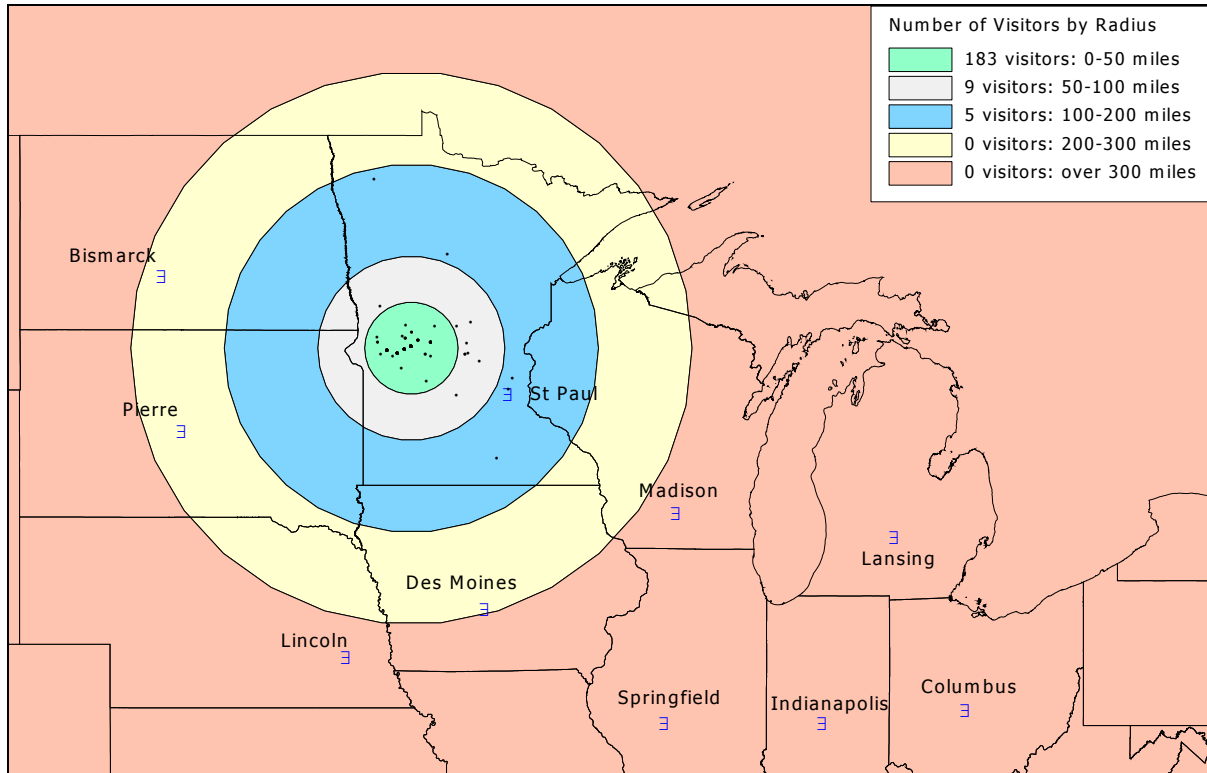 Number of Visitors by Radius
183 visitors: 0-50 miles
9 visitors: 50-100 miles
5 visitors: 100-200 miles
0 visitors: 200-300 miles
0 visitors: over 300 miles
Bismarck
Pierre
St Paul
Madison
Lansing
Des Moines
Lincoln
Springfield
Indianapolis
Columbus